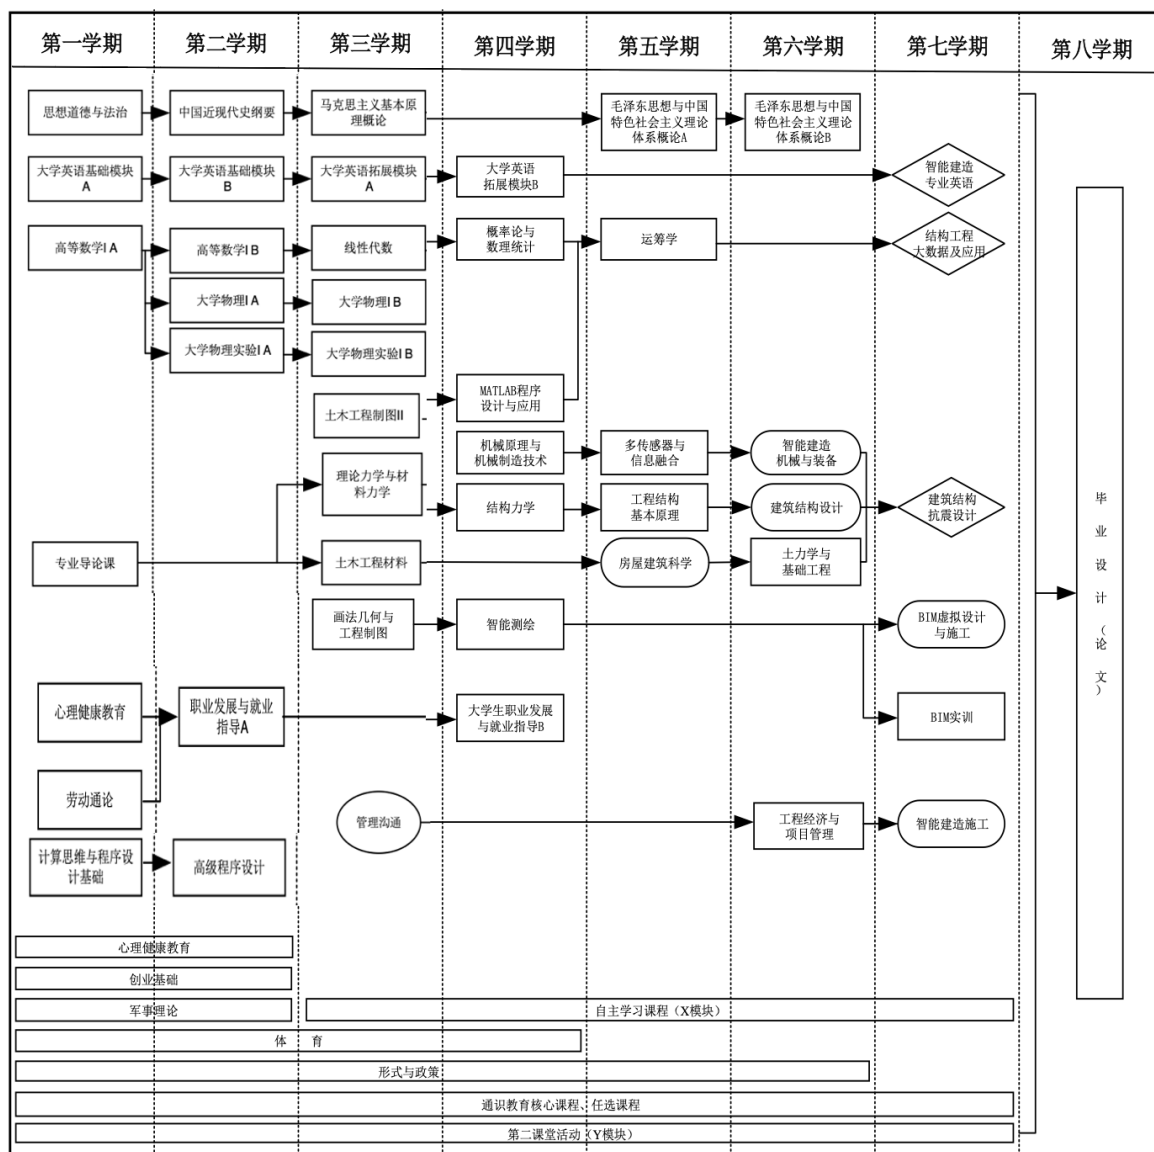 第一学期
第二学期
第三学期
第四学期
第五学期
第六学期
第七学期
第八学期
思想道德与法治
中国近现代史纲要
马克思主义基本原
理概论
毛泽东思想与中国
特色社会主义理论
体系概论A
毛泽东思想与中国
特色社会主义理论
体系概论B
大学英语基础模块
A
大学英语基础模块
B
大学英语拓展模块
A
大学英语
拓展模块B
智能建造
专业英语
高等数学I A
高等数学I B
线性代数
概率论与
数理统计
运筹学
结构工程
大数据及应用
大学物理I A
大学物理I B
大学物理实验I A
大学物理实验I B
土木工程制图II
MATLAB程序
设计与应用
机械原理与
机械制造技术
多传感器与
信息融合
智能建造
机械与装备
理论力学与材
料力学
结构力学
工程结构
基本原理
建筑结构设计
建筑结构
抗震设计
专业导论课
土木工程材料
房屋建筑科学
土力学与
基础工程
画法几何与
工程制图
智能测绘
BIM虚拟设计
与施工
心理健康教育
职业发展与就业
指导A
大学生职业发展
与就业指导B
BIM实训
劳动通论
管理沟通
工程经济与
项目管理
智能建造施工
计算思维与程序设
计基础
高级程序设计
毕
业
设
计
（
论
文
）
心理健康教育
创业基础
军事理论
自主学习课程（X模块）
体 育
形式与政策
通识教育核心课程、任选课程
第二课堂活动（Y模块）